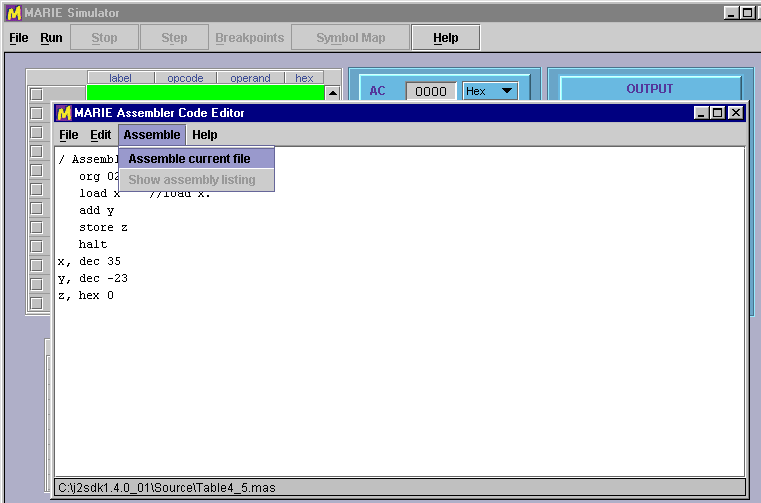 MARIE Simulator
File Run Stop Step Breakpoints Symbol Map Help
label opcode operand hex
AC 0000 Hex
OUTPUT
MARIE Assembler Code Editor
File Edit Assemble Help
Assemble current file
Show assembly listing
/ Assembl
org 02
load x //load x.
add y
store z
halt
x, dec 35
y, dec -23
z, hex 0
C:\j2sdk1.4.0_01\Source\Table4_5.mas